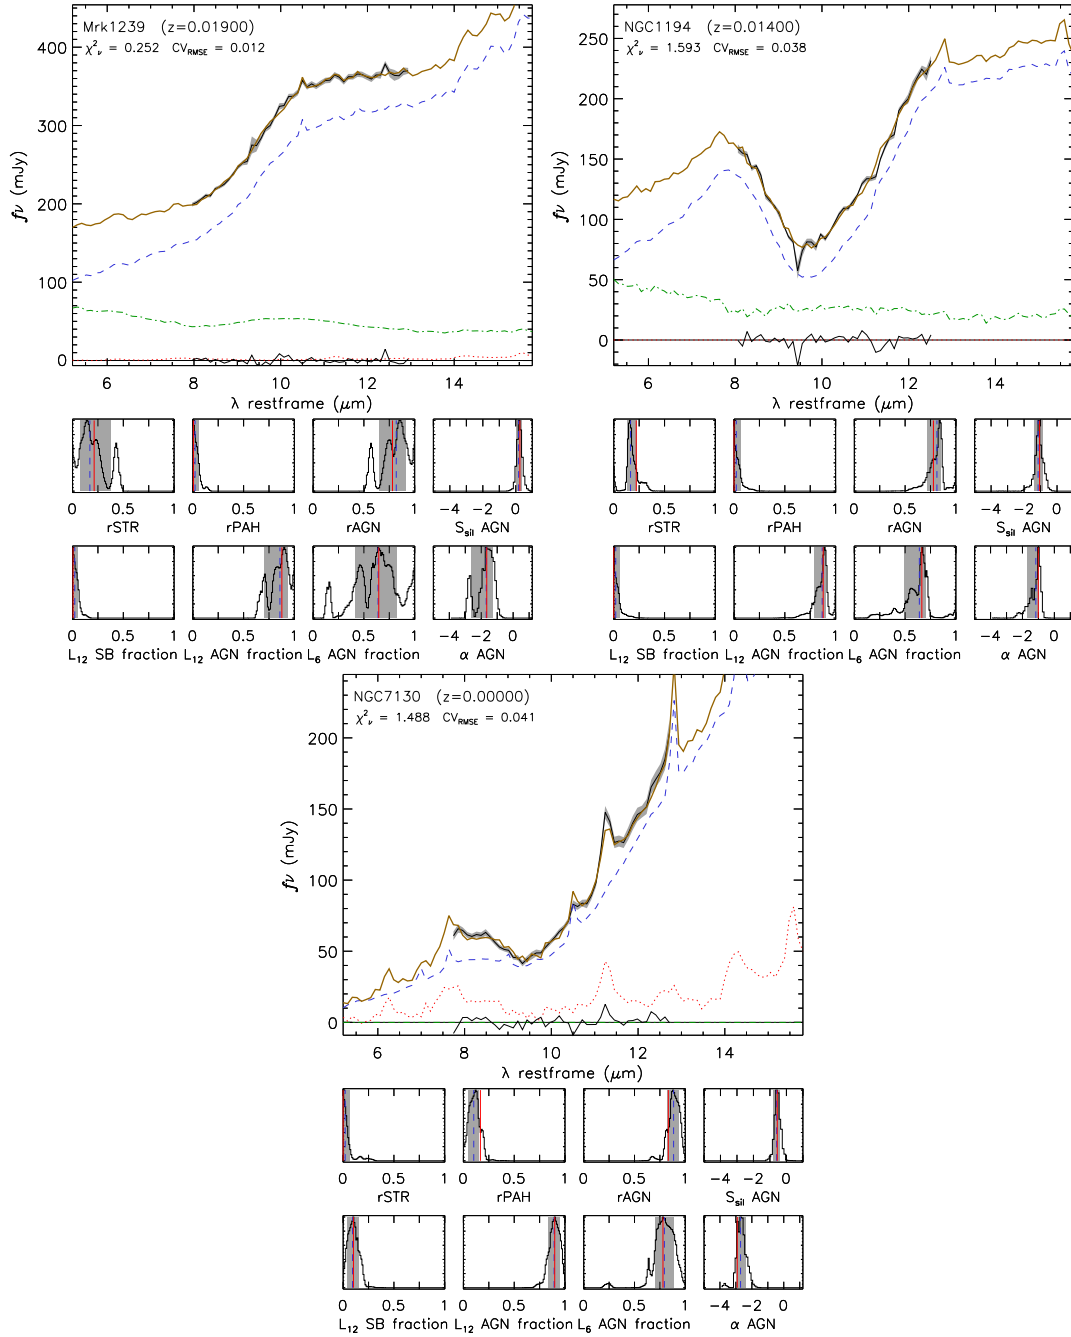 Mrk1239 (z=0.01900)
χ²ᵥ = 0.252 CV_RMSE = 0.012
400
300
200
100
0
fν (mJy)
6 8 10 12 14
λ restframe (μm)
0 0.5 1
rSTR
0 0.5 1
rPAH
0 0.5 1
rAGN
−4 −2 0
S_sil AGN
0 0.5 1
L₁₂ SB fraction
0 0.5 1
L₁₂ AGN fraction
0 0.5 1
L₆ AGN fraction
−4 −2 0
α AGN
NGC1194 (z=0.01400)
χ²ᵥ = 1.593 CV_RMSE = 0.038
250
200
150
100
50
0
fν (mJy)
6 8 10 12 14
λ restframe (μm)
0 0.5 1
rSTR
0 0.5 1
rPAH
0 0.5 1
rAGN
−4 −2 0
S_sil AGN
0 0.5 1
L₁₂ SB fraction
0 0.5 1
L₁₂ AGN fraction
0 0.5 1
L₆ AGN fraction
−4 −2 0
α AGN
NGC7130 (z=0.00000)
χ²ᵥ = 1.488 CV_RMSE = 0.041
200
150
100
50
0
fν (mJy)
6 8 10 12 14
λ restframe (μm)
0 0.5 1
rSTR
0 0.5 1
rPAH
0 0.5 1
rAGN
−4 −2 0
S_sil AGN
0 0.5 1
L₁₂ SB fraction
0 0.5 1
L₁₂ AGN fraction
0 0.5 1
L₆ AGN fraction
−4 −2 0
α AGN